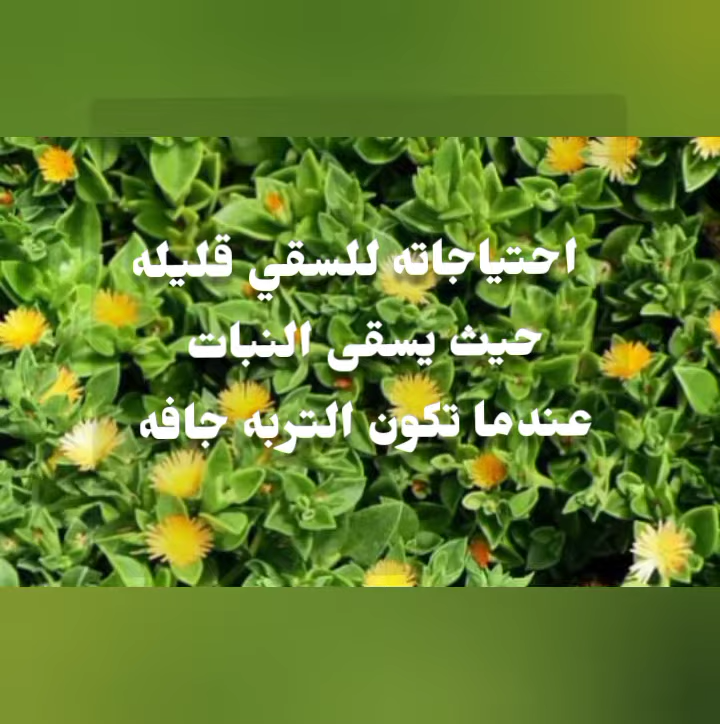 احتياجاته للسقي قليله
حيث يسقى النبات
عندما تكون التربه جافه